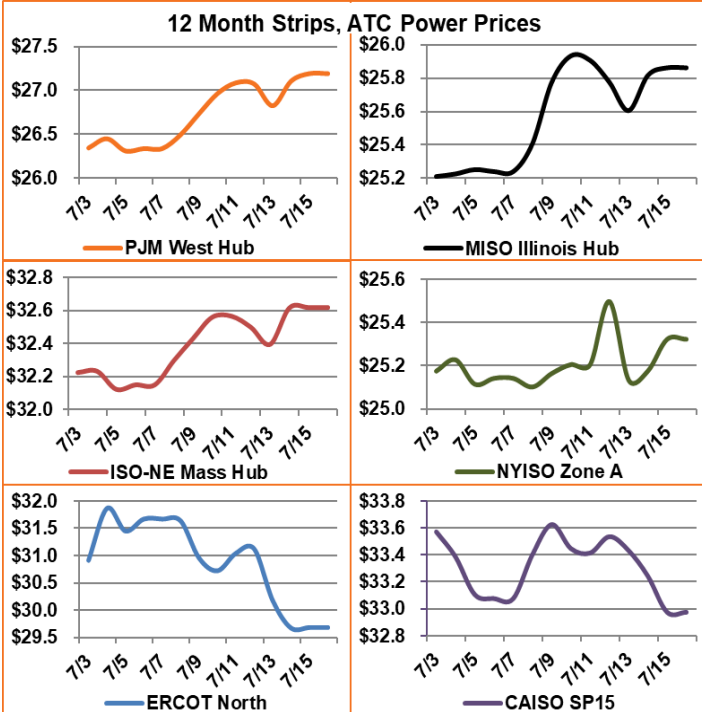 12 Month Strips, ATC Power Prices
$27.5
$27.0
$26.5
$26.0
7/3 7/5 7/7 7/9 7/11 7/13 7/15
PJM West Hub
$26.0
$25.8
$25.6
$25.4
$25.2
7/3 7/5 7/7 7/9 7/11 7/13 7/15
MISO Illinois Hub
$32.8
$32.6
$32.4
$32.2
$32.0
7/3 7/5 7/7 7/9 7/11 7/13 7/15
ISO-NE Mass Hub
$25.6
$25.4
$25.2
$25.0
7/3 7/5 7/7 7/9 7/11 7/13 7/15
NYISO Zone A
$32.0
$31.5
$31.0
$30.5
$30.0
$29.5
7/3 7/5 7/7 7/9 7/11 7/13 7/15
ERCOT North
$33.8
$33.6
$33.4
$33.2
$33.0
$32.8
7/3 7/5 7/7 7/9 7/11 7/13 7/15
CAISO SP15